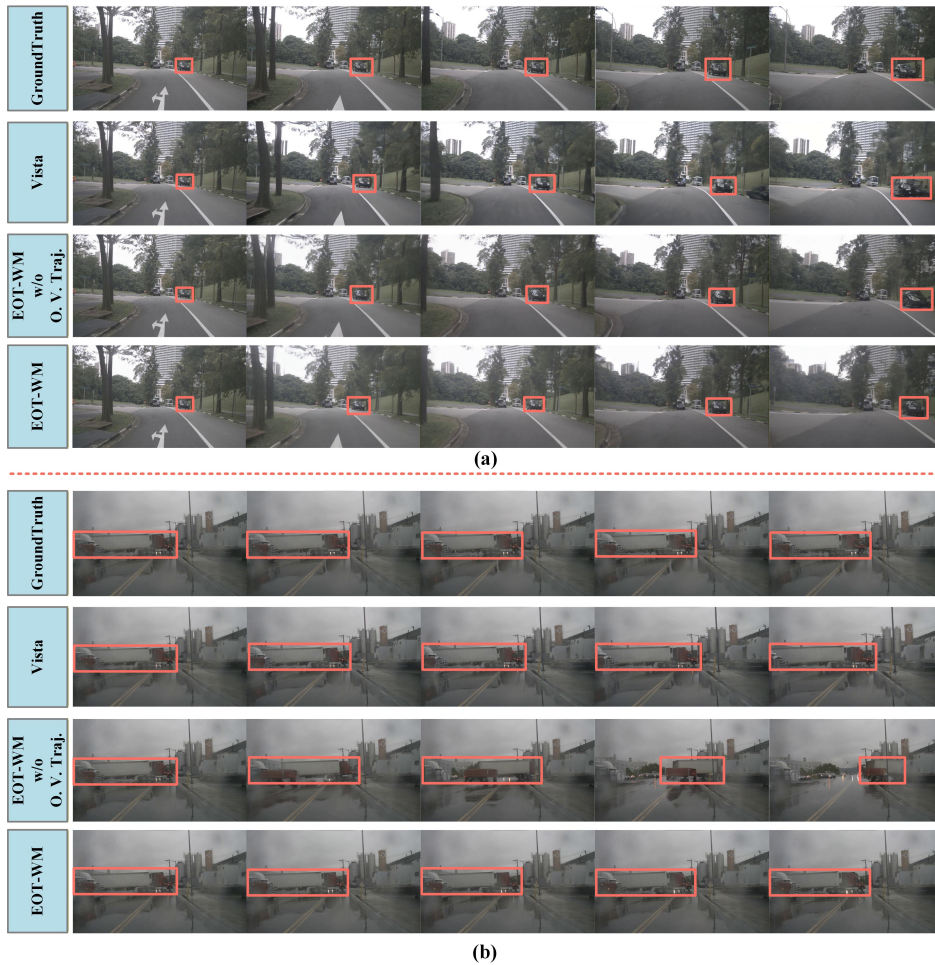 GroundTruth
Vista
EOT-WM
w/o
O. V. Traj.
EOT-WM
(a)
GroundTruth
Vista
EOT-WM
w/o
O. V. Traj.
EOT-WM
(b)